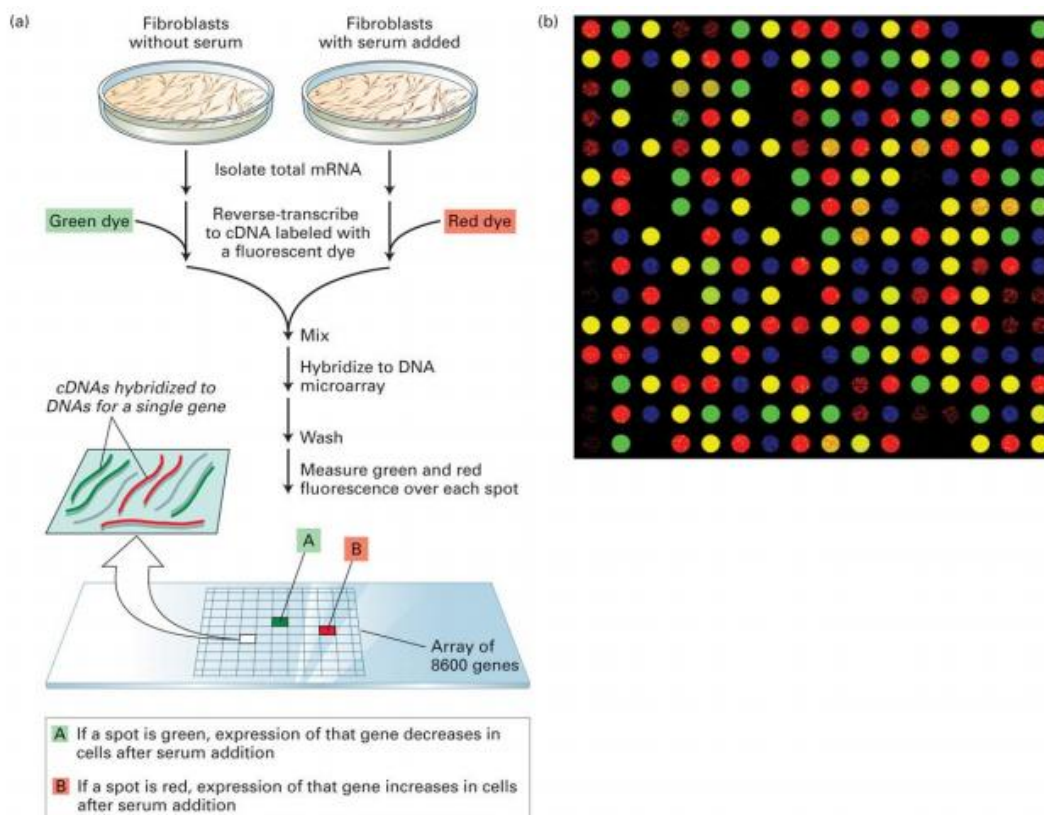 (a)
Fibroblasts
without serum
Fibroblasts
with serum added
Isolate total mRNA
Green dye
Reverse-transcribe
to cDNA labeled with
a fluorescent dye
Red dye
Mix
Hybridize to DNA
microarray
cDNAs hybridized to
DNAs for a single gene
Wash
Measure green and red
fluorescence over each spot
A
B
Array of
8600 genes
A If a spot is green, expression of that gene decreases in
cells after serum addition
B If a spot is red, expression of that gene increases in cells
after serum addition
(b)